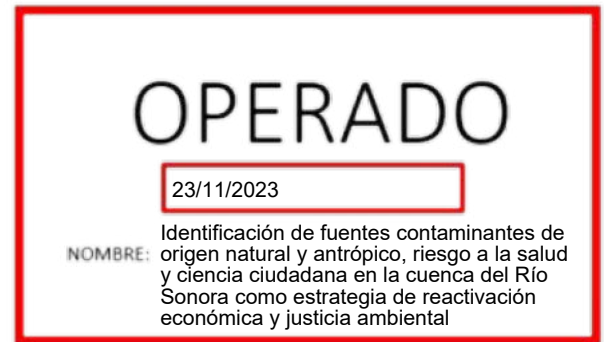 OPERADO
23/11/2023
NOMBRE: Identificación de fuentes contaminantes de
origen natural y antrópico, riesgo a la salud
y ciencia ciudadana en la cuenca del Río
Sonora como estrategia de reactivación
económica y justicia ambiental